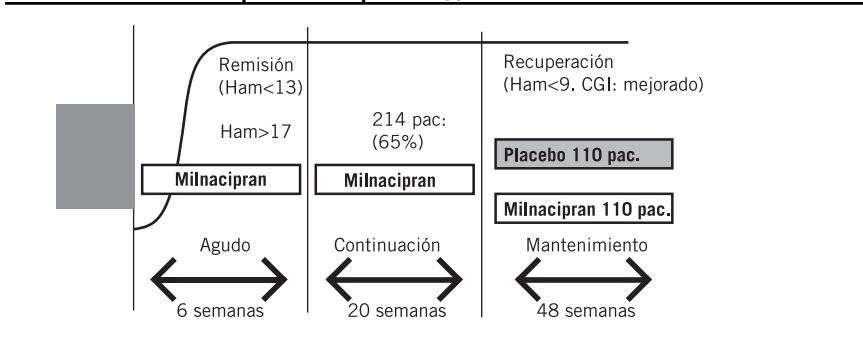 Remisión
(Ham<13)
Ham>17
Milnacipran
Agudo
6 semanas
214 pac:
(65%)
Milnacipran
Continuación
20 semanas
Recuperación
(Ham<9. CGI: mejorado)
Placebo 110 pac.
Milnacipran 110 pac.
Mantenimiento
48 semanas